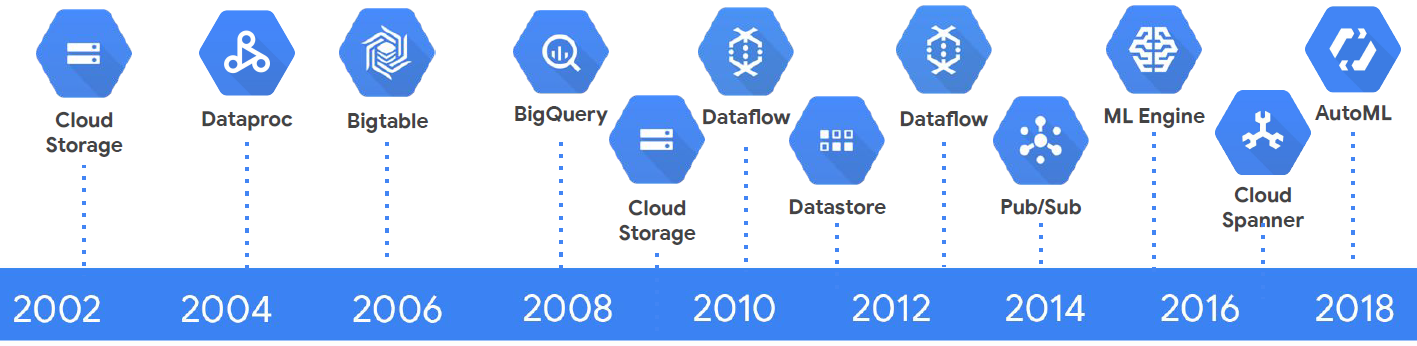 Cloud
Storage
Dataproc
Bigtable
BigQuery
Cloud
Storage
Dataflow
Datastore
Dataflow
Pub/Sub
ML Engine
Cloud
Spanner
AutoML
2002 2004 2006 2008 2010 2012 2014 2016 2018